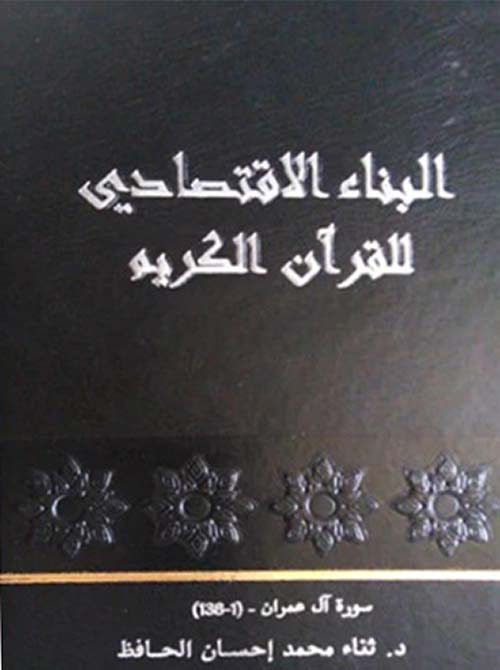 البناء الاقتصادي
للقرآن الكريم
سورة آل عمران - (1-138)
د. ثناء محمد إحسان الحافظ